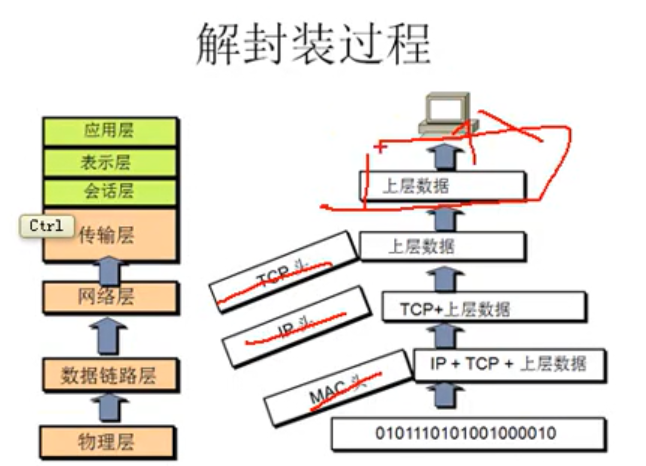 解封装过程
应用层
表示层
会话层
Ctrl
传输层
网络层
数据链路层
物理层
上层数据
上层数据
TCP头
TCP+上层数据
IP头
IP + TCP + 上层数据
MAC头
0101110101001000010